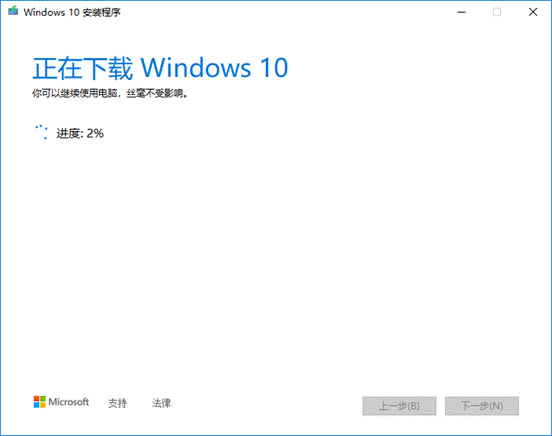 Windows 10 安装程序
正在下载 Windows 10
你可以继续使用电脑，丝毫不受影响。
进度: 2%
Microsoft 支持 法律 上一步(B) 下一步(N)